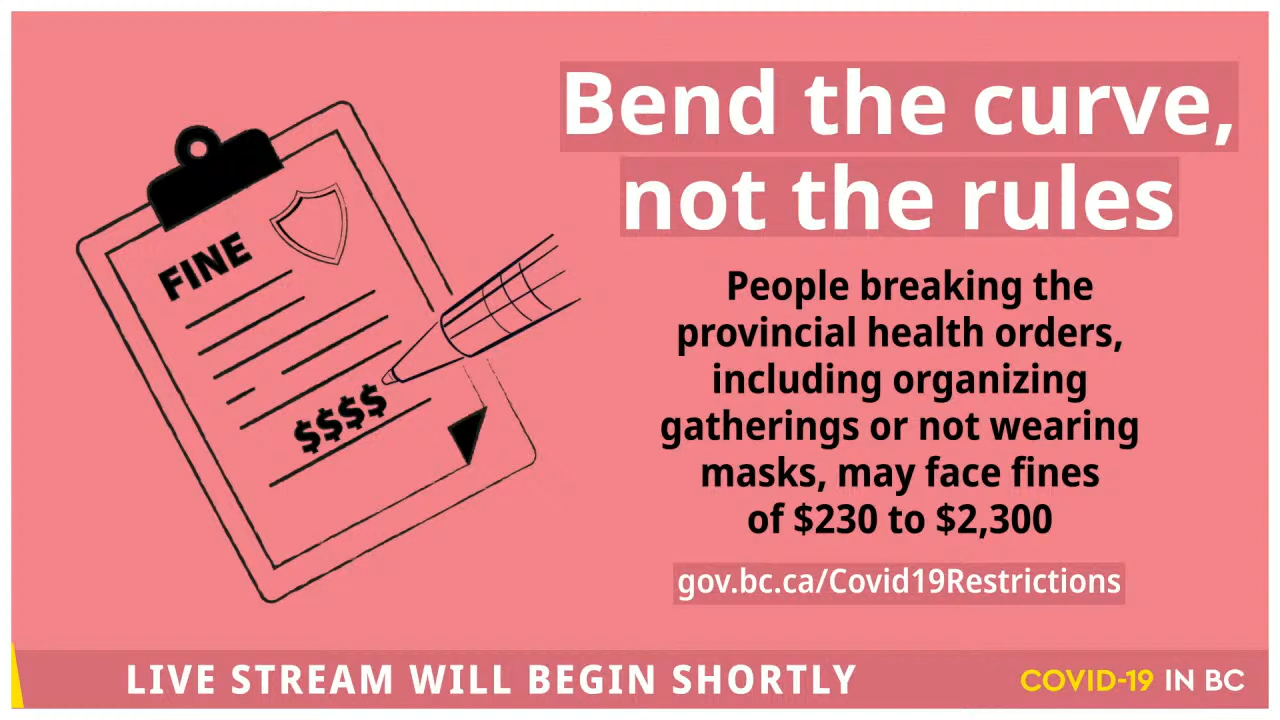 Bend the curve,
not the rules
FINE
$$$$
People breaking the
provincial health orders,
including organizing
gatherings or not wearing
masks, may face fines
of $230 to $2,300
gov.bc.ca/Covid19Restrictions
LIVE STREAM WILL BEGIN SHORTLY
COVID-19 IN BC